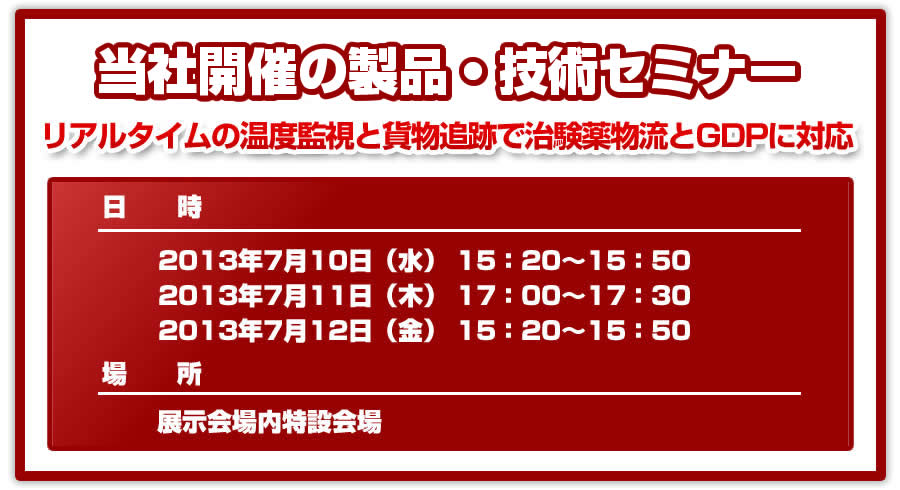 当社開催の製品・技術セミナー
リアルタイムの温度監視と貨物追跡で治験薬物流とGDPに対応
日　　時
2013年7月10日（水） 15：20～15：50
2013年7月11日（木） 17：00～17：30
2013年7月12日（金） 15：20～15：50
場　　所
展示会場内特設会場